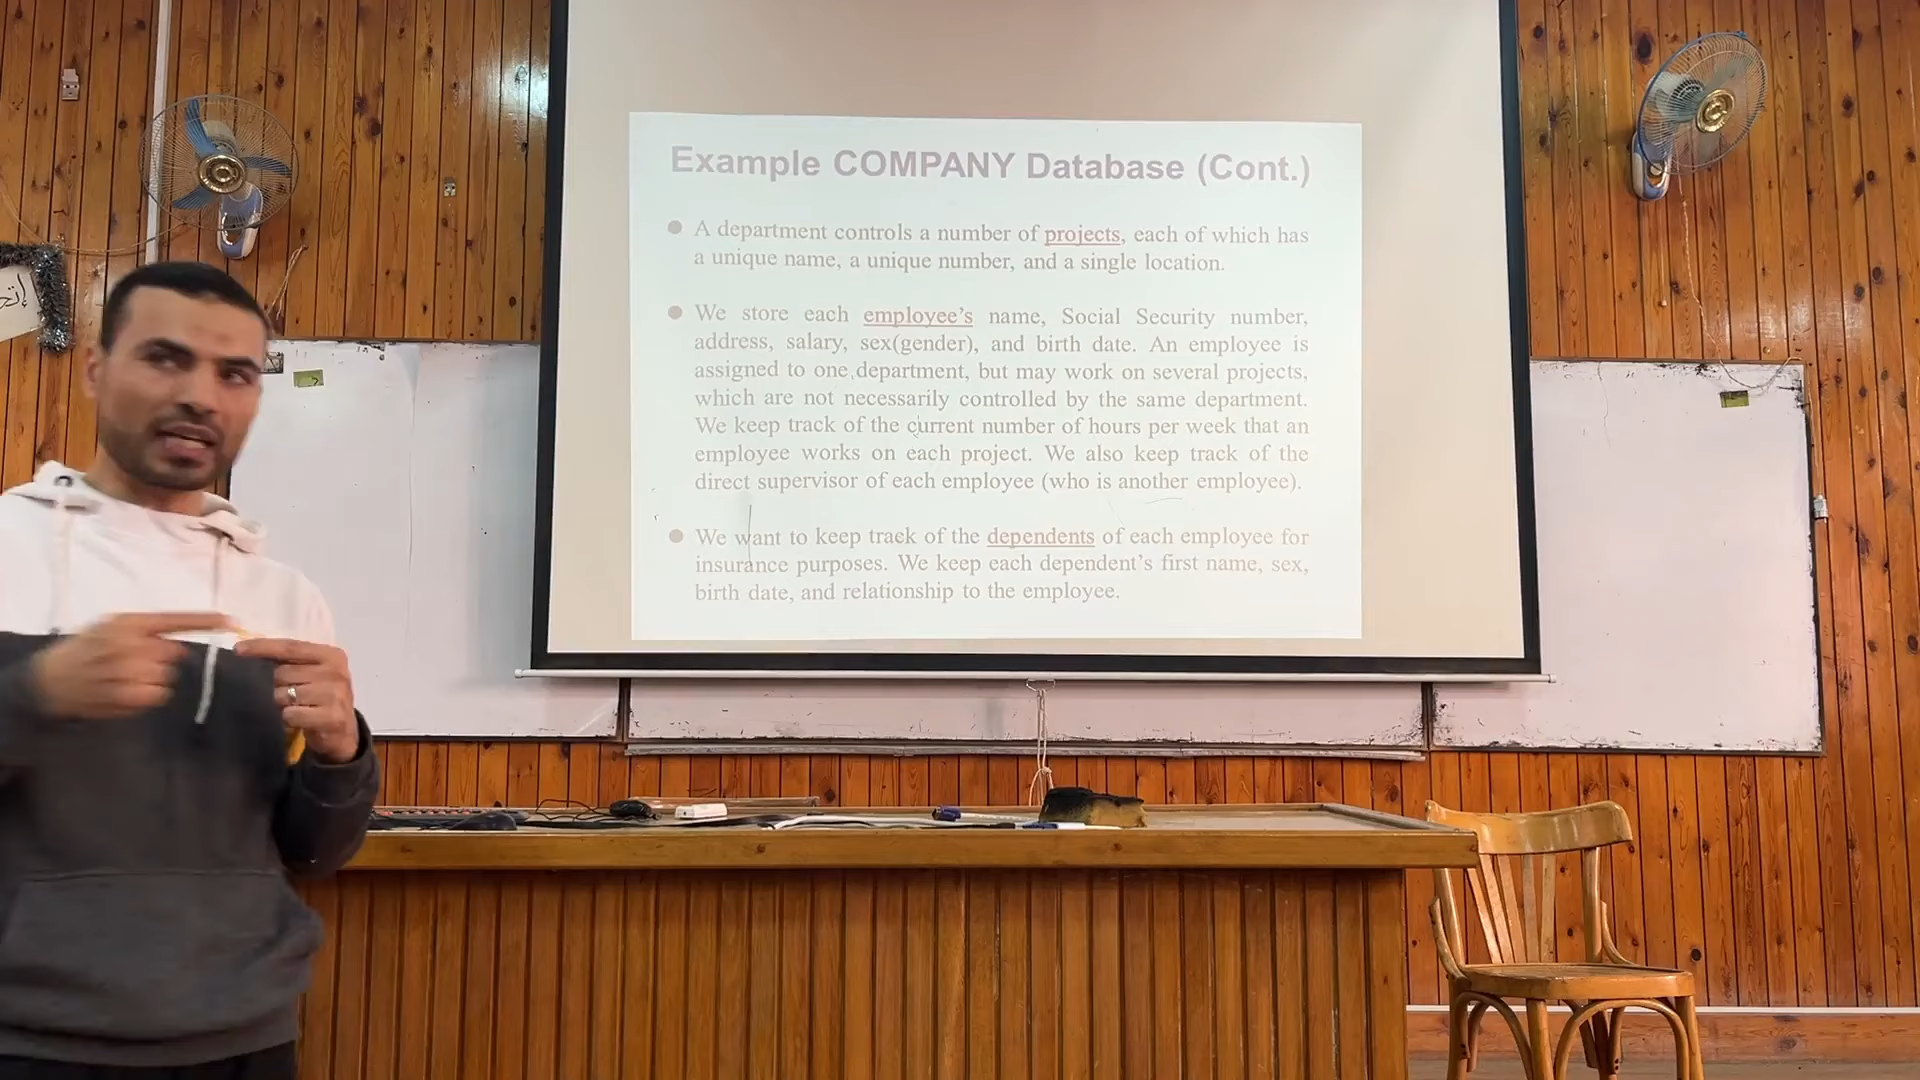 Example COMPANY Database (Cont.)
A department controls a number of projects, each of which has
a unique name, a unique number, and a single location.
We store each employee's name, Social Security number,
address, salary, sex(gender), and birth date. An employee is
assigned to one department, but may work on several projects,
which are not necessarily controlled by the same department.
We keep track of the current number of hours per week that an
employee works on each project. We also keep track of the
direct supervisor of each employee (who is another employee).
We want to keep track of the dependents of each employee for
insurance purposes. We keep each dependent's first name, sex,
birth date, and relationship to the employee.